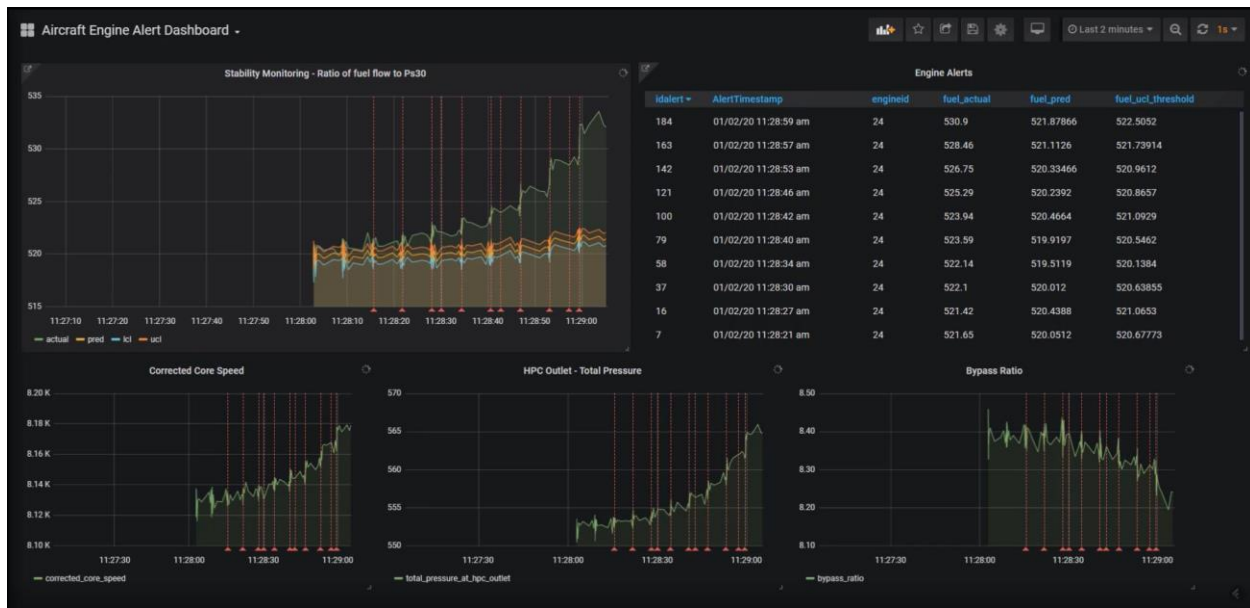 Aircraft Engine Alert Dashboard
Last 2 minutes 1s
Stability Monitoring - Ratio of fuel flow to Ps30
535
530
525
520
515
11:27:10 11:27:20 11:27:30 11:27:40 11:27:50 11:28:00 11:28:10 11:28:20 11:28:30 11:28:40 11:28:50 11:29:00
actual pred lcl ucl
Engine Alerts
idalert AlertTimestamp engineid fuel_actual fuel_pred fuel_ucl_threshold
184 01/02/20 11:28:59 am 24 530.9 521.87866 522.5052
163 01/02/20 11:28:57 am 24 528.46 521.1126 521.73914
142 01/02/20 11:28:53 am 24 526.75 520.33466 520.9612
121 01/02/20 11:28:46 am 24 525.29 520.2392 520.8657
100 01/02/20 11:28:42 am 24 523.94 520.4664 521.0929
79 01/02/20 11:28:40 am 24 523.59 519.9197 520.5462
58 01/02/20 11:28:34 am 24 522.14 519.5119 520.1384
37 01/02/20 11:28:30 am 24 522.1 520.012 520.63855
16 01/02/20 11:28:27 am 24 521.42 520.4388 521.0653
7 01/02/20 11:28:21 am 24 521.65 520.0512 520.67773
Corrected Core Speed
8.20 K
8.18 K
8.16 K
8.14 K
8.12 K
8.10 K
11:27:30 11:28:00 11:28:30 11:29:00
corrected_core_speed
HPC Outlet - Total Pressure
570
565
560
555
550
11:27:30 11:28:00 11:28:30 11:29:00
total_pressure_at_hpc_outlet
Bypass Ratio
8.50
8.40
8.30
8.20
8.10
11:27:30 11:28:00 11:28:30 11:29:00
bypass_ratio